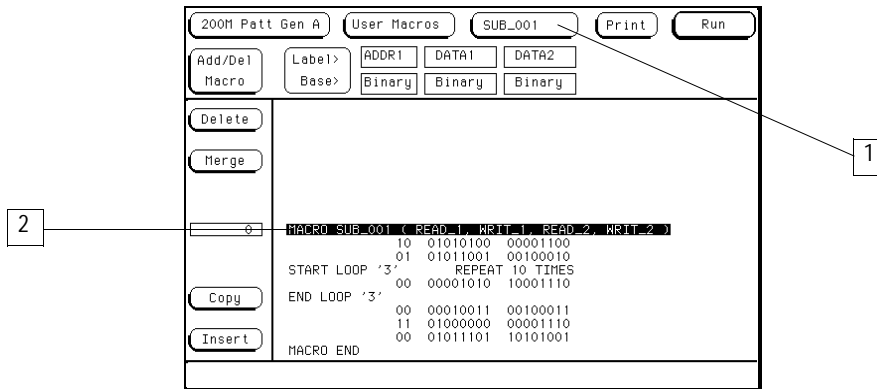 200M Patt Gen A User Macros SUB_001 Print Run
Add/Del Macro
Label> ADDR1 DATA1 DATA2
Base> Binary Binary Binary
Delete
1
Merge
2
0 MACRO SUB_001 ( READ_1, WRIT_1, READ_2, WRIT_2 )
10 01010100 00001100
01 01011001 00100010
START LOOP '3' REPEAT 10 TIMES
00 00001010 10001110
END LOOP '3'
Copy
00 00010011 00100011
11 01000000 00001110
00 01011101 10101001
Insert
MACRO END